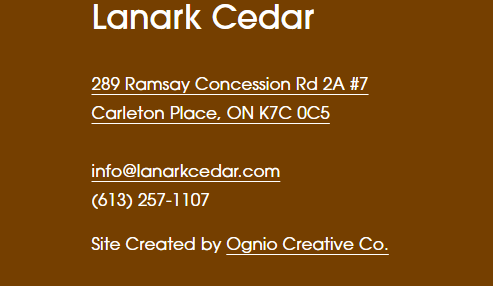 Lanark Cedar
289 Ramsay Concession Rd 2A #7
Carleton Place, ON K7C 0C5
info@lanarkcedar.com
(613) 257-1107
Site Created by Ognio Creative Co.